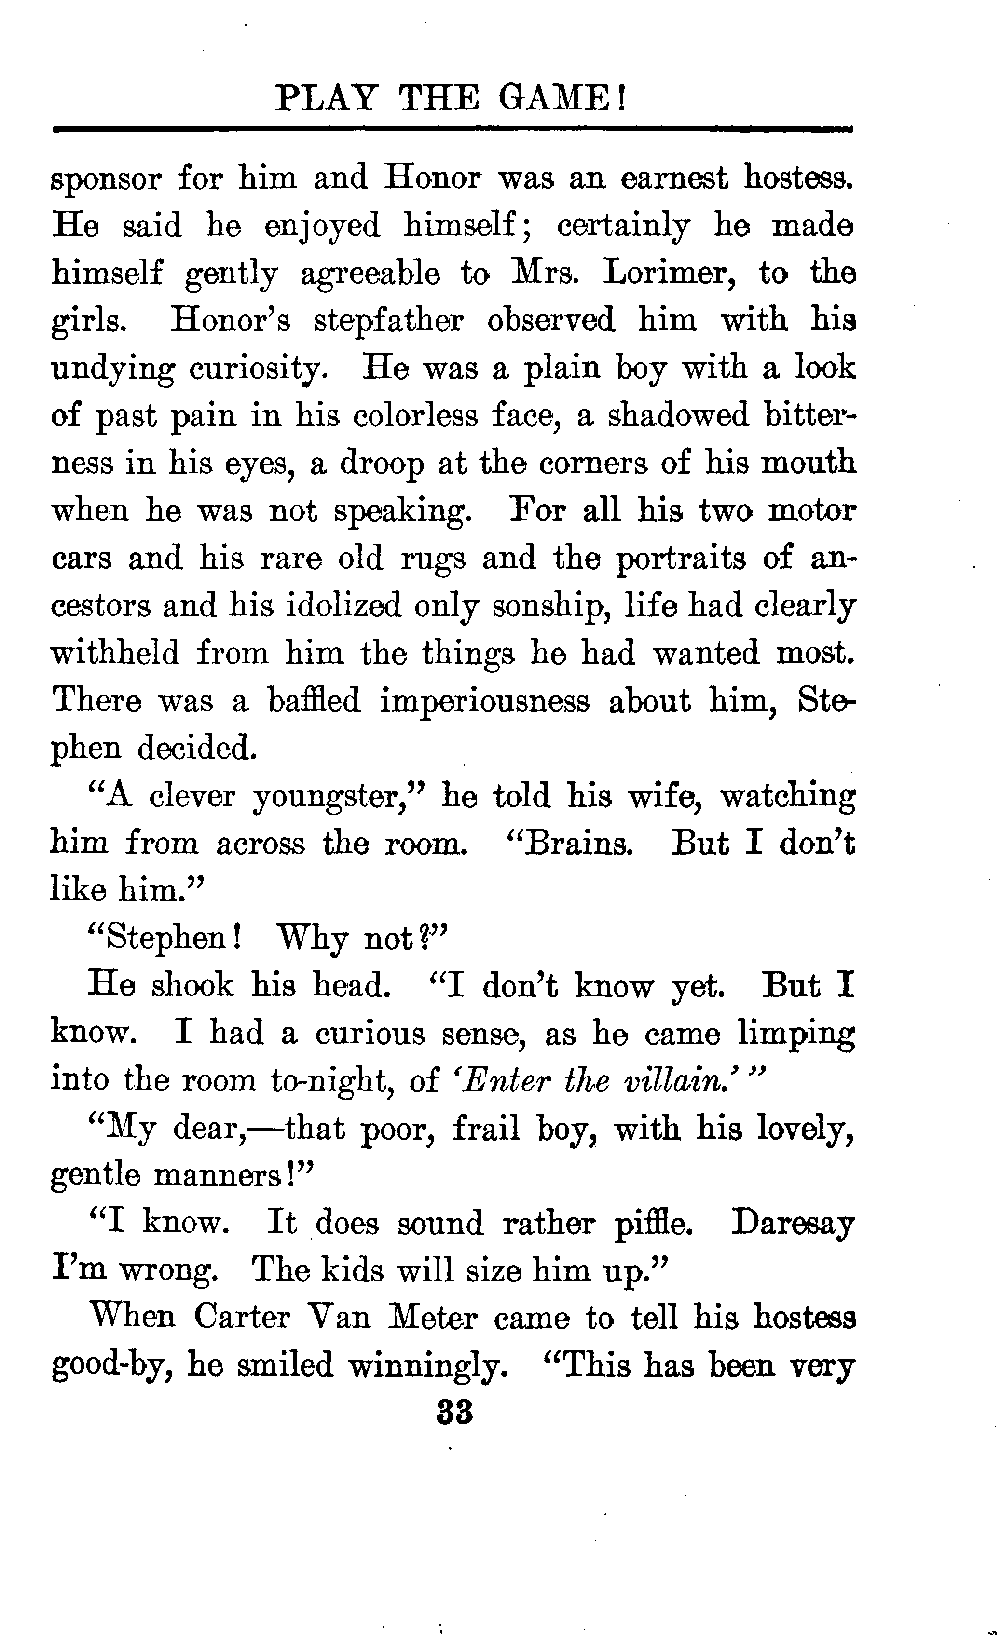 PLAY THE GAME!
sponsor for him and Honor was an earnest hostess.
He said he enjoyed himself; certainly he made
himself gently agreeable to Mrs. Lorimer, to the
girls. Honor's stepfather observed him with his
undying curiosity. He was a plain boy with a look
of past pain in his colorless face, a shadowed bitter-
ness in his eyes, a droop at the corners of his mouth
when he was not speaking. For all his two motor
cars and his rare old rugs and the portraits of an-
cestors and his idolized only sonship, life had clearly
withheld from him the things he had wanted most.
There was a baffled imperiousness about him, Ste-
phen decided.
"A clever youngster," he told his wife, watching
him from across the room. "Brains. But I don't
like him."
"Stephen! Why not?"
He shook his head. "I don't know yet. But I
know. I had a curious sense, as he came limping
into the room to-night, of 'Enter the villain.'"
"My dear,—that poor, frail boy, with his lovely,
gentle manners!"
"I know. It does sound rather piffle. Daresay
I'm wrong. The kids will size him up."
When Carter Van Meter came to tell his hostess
good-by, he smiled winningly. "This has been very
33